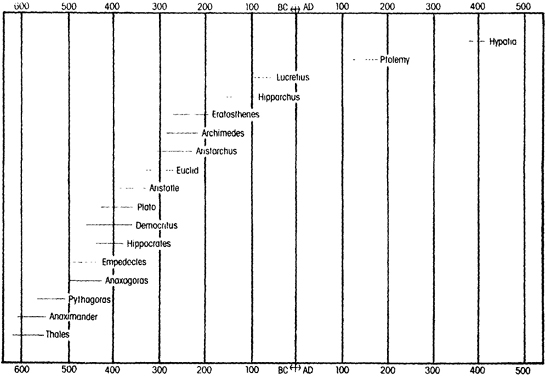 600 500 400 300 200 100 BC AD 100 200 300 400 500
Hypatia
Ptolemy
Lucretius
Hipparchus
Eratosthenes
Archimedes
Aristarchus
Euclid
Aristotle
Plato
Democritus
Hippocrates
Empedocles
Anaxagoras
Pythagoras
Anaximander
Thales
600 500 400 300 200 100 BC AD 100 200 300 400 500